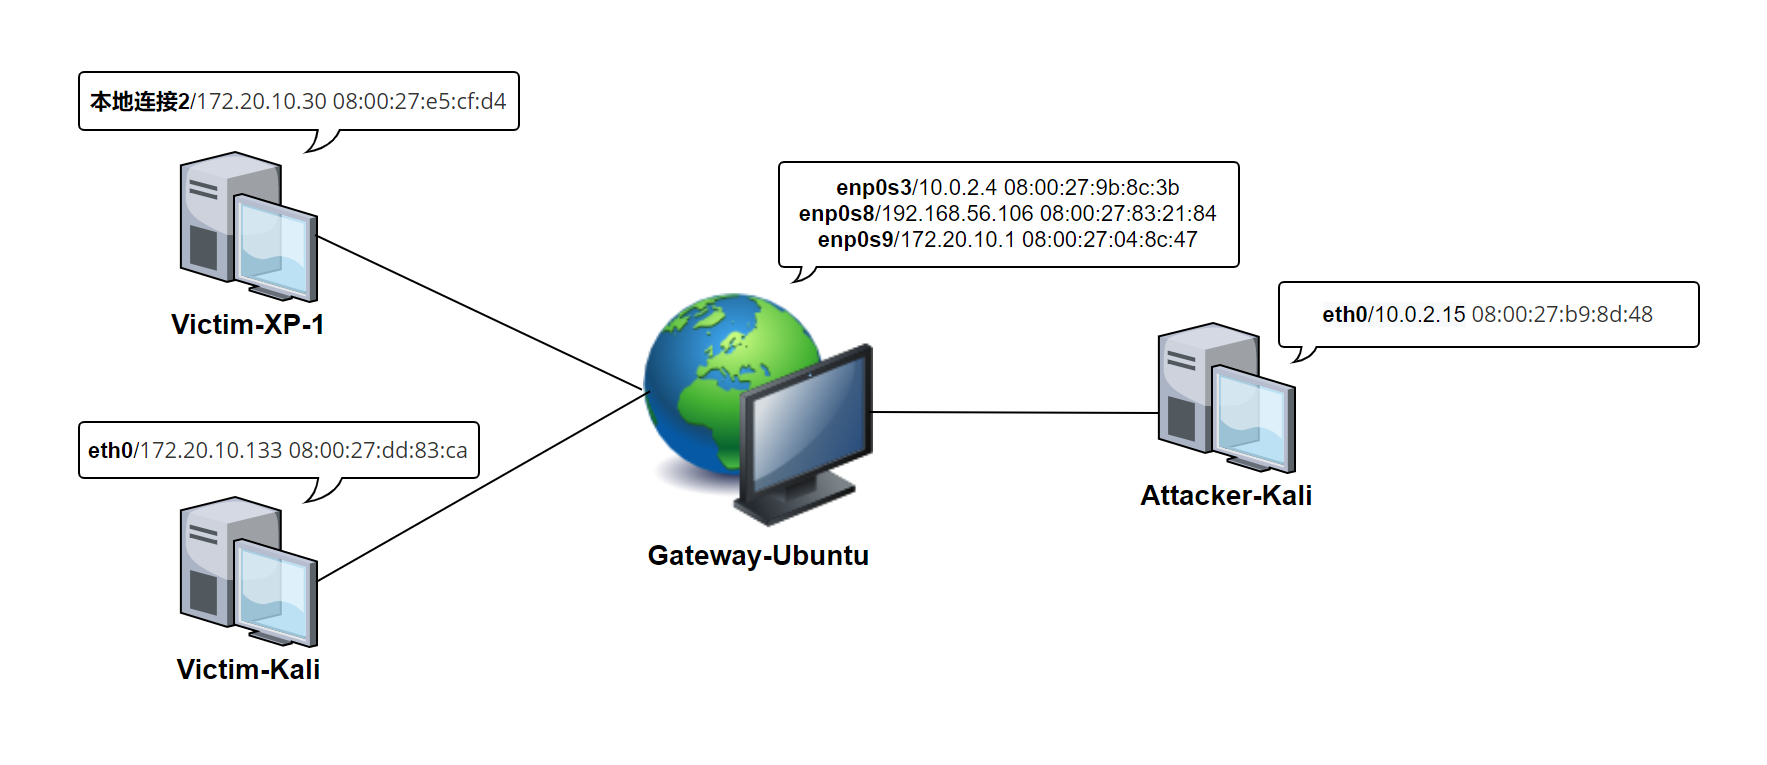 本地连接2/172.20.10.30 08:00:27:e5:cf:d4
Victim-XP-1
enp0s3/10.0.2.4 08:00:27:9b:8c:3b
enp0s8/192.168.56.106 08:00:27:83:21:84
enp0s9/172.20.10.1 08:00:27:04:8c:47
eth0/10.0.2.15 08:00:27:b9:8d:48
eth0/172.20.10.133 08:00:27:dd:83:ca
Attacker-Kali
Gateway-Ubuntu
Victim-Kali